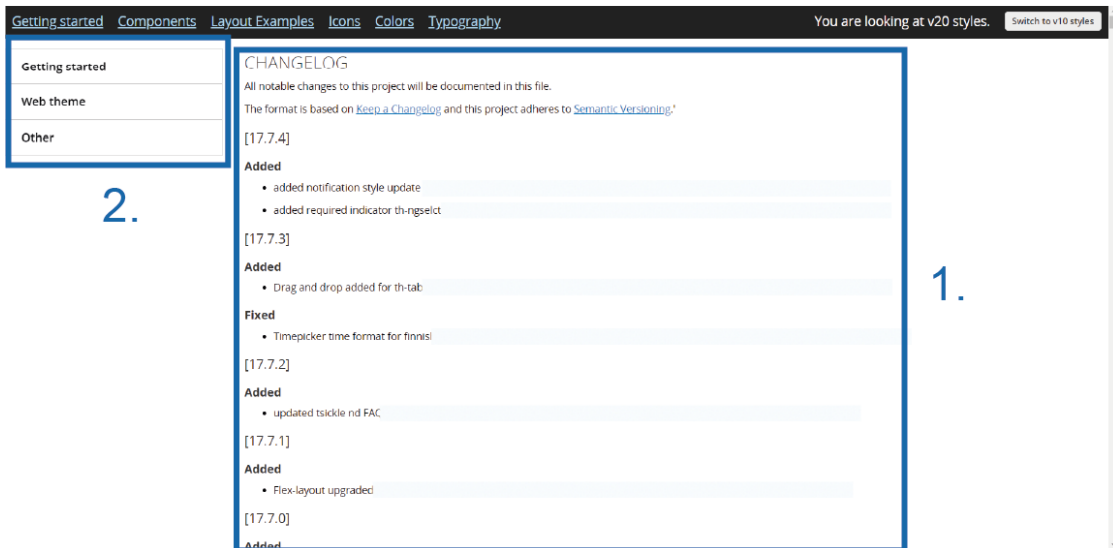 Getting started Components Layout Examples Icons Colors Typography You are looking at v20 styles. Switch to v10 styles
Getting started
Web theme
Other
2.
CHANGELOG
All notable changes to this project will be documented in this file.
The format is based on Keep a Changelog and this project adheres to Semantic Versioning.'
[17.7.4]
Added
• added notification style update
• added required indicator th-ngselct
[17.7.3]
Added
• Drag and drop added for th-tab
Fixed
• Timepicker time format for finnis
[17.7.2]
Added
• updated tsickle nd FAQ
[17.7.1]
Added
• Flex-layout upgraded
[17.7.0]
Added
1.